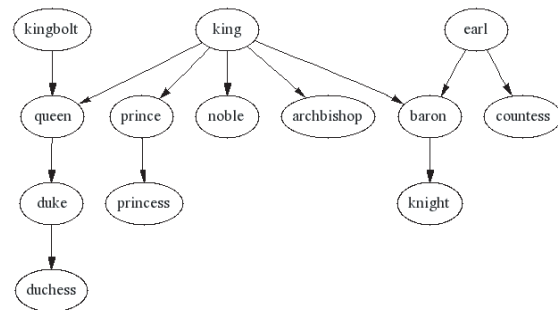 kingbolt king earl
queen prince noble archbishop baron countess
duke princess knight
duchess